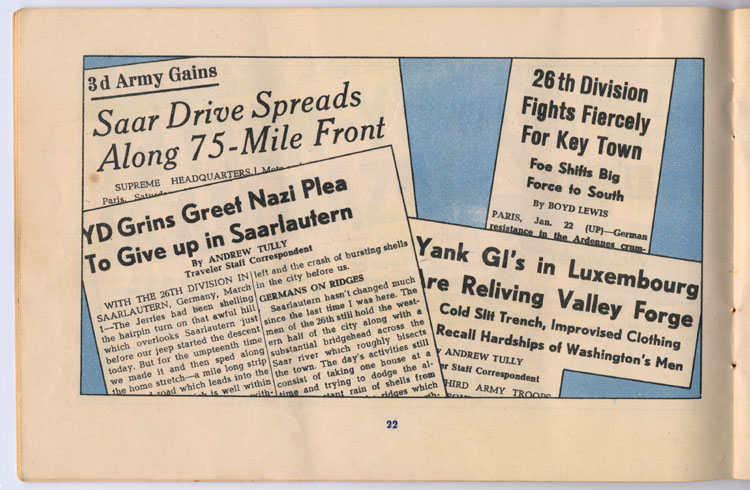 3d Army Gains
Saar Drive Spreads
Along 75-Mile Front
SUPREME HEADQUARTERS,
Paris,
YD Grins Greet Nazi Plea
To Give up in Saarlautern
By ANDREW TULLY
Traveler Staff Correspondent
WITH THE 26TH DIVISION IN
SAARLAUTERN, Germany, March
1—The Jerries had been shelling
the hairpin turn on that awful hill
which overlooks Saarlautern just
before our jeep started the descent
today. But for the umpteenth time
we made it and then sped along
the home stretch—a mile long strip
road which leads into the
is well within
left and the crash of bursting shells
in the city before us.
GERMANS ON RIDGES
Saarlautern hasn't changed much
since the last time I was here. The
men of the 26th still hold the west-
ern half of the city along with a
substantial bridgehead across the
Saar river which roughly bisects
the town. The day's activities still
consist of taking one house at a
time and trying to dodge the al-
rain of shells from
ridges which
26th Division
Fights Fiercely
For Key Town
Foe Shifts Big
Force to South
By BOYD LEWIS
PARIS, Jan. 22 (UP)—German
resistance in the Ardennes crum-
Yank GI's in Luxembourg
Are Reliving Valley Forge
Cold Slit Trench, Improvised Clothing
Recall Hardships of Washington's Men
ANDREW TULLY
Staff Correspondent
THIRD ARMY TROOPS
22